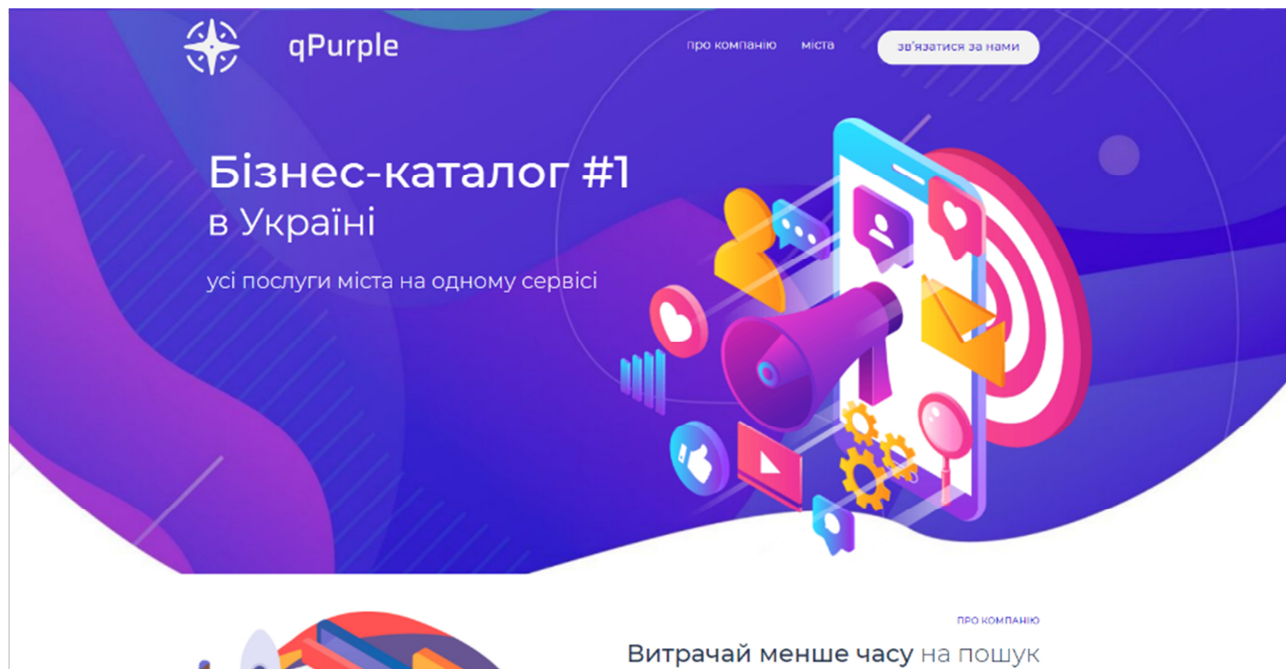 qPurple
про компанію
міста
зв'язатися за нами
Бізнес-каталог #1
в Україні
усі послуги міста на одному сервісі
ПРО КОМПАНІЮ
Витрачай менше часу на пошук